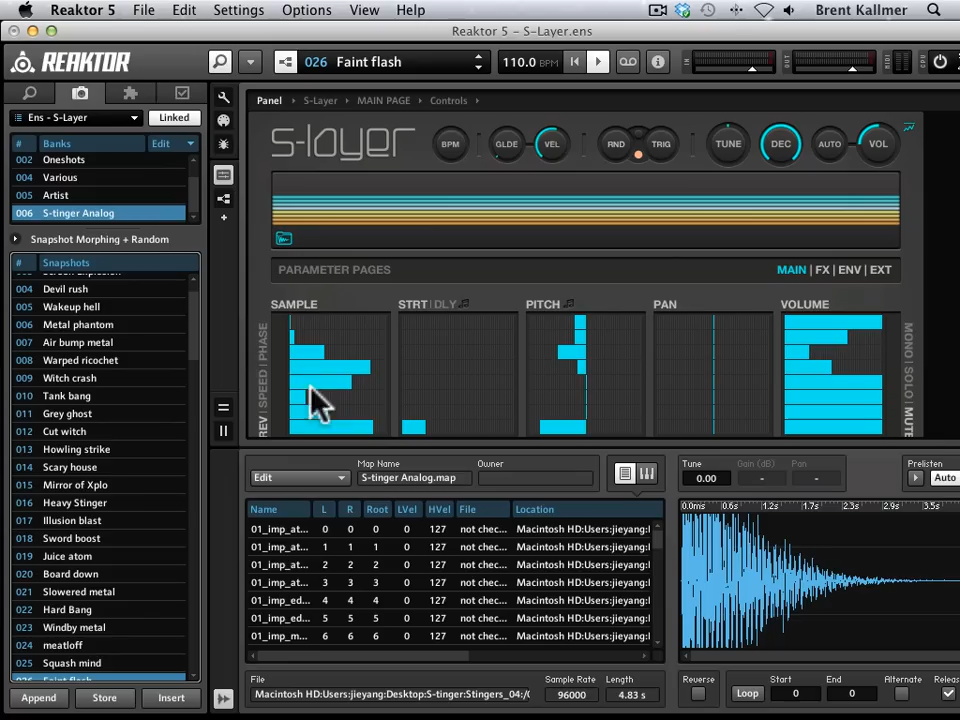 Reaktor 5 File Edit Settings Options View Help Brent Kallmer
Reaktor 5 - S-Layer.ens
REAKTOR 026 Faint flash 110.0 BPM
Ens - S-Layer Linked
# Banks Edit
002 Oneshots
004 Various
005 Artist
006 S-tinger Analog
Snapshot Morphing + Random
# Snapshots
004 Devil rush
005 Wakeup hell
006 Metal phantom
007 Air bump metal
008 Warped ricochet
009 Witch crash
010 Tank bang
011 Grey ghost
012 Cut witch
013 Howling strike
014 Scary house
015 Mirror of Xplo
016 Heavy Stinger
017 Illusion blast
018 Sword boost
019 Juice atom
020 Board down
021 Slowered metal
022 Hard Bang
023 Windby metal
024 meatloff
025 Squash mind
026 Faint flash
Append Store Insert
Panel S-Layer MAIN PAGE Controls
s-layer BPM GLDE VEL RND TRIG TUNE DEC AUTO VOL
PARAMETER PAGES MAIN | FX | ENV | EXT
SAMPLE STRT | DLY PITCH PAN VOLUME
REV | SPEED | PHASE
MONO | SOLO | MUTE
Edit Map Name Owner
S-tinger Analog.map
Tune Gain (dB) Pan
0.00 - -
Prelisten
Auto
Name L R Root LVel HVel File Location
01_imp_at... 0 0 0 0 127 not chec... Macintosh HD:Users:jieyang:
01_imp_at... 1 1 1 0 127 not chec... Macintosh HD:Users:jieyang:
01_imp_at... 2 2 2 0 127 not chec... Macintosh HD:Users:jieyang:
01_imp_at... 3 3 3 0 127 not chec... Macintosh HD:Users:jieyang:
01_imp_ed... 4 4 4 0 127 not chec... Macintosh HD:Users:jieyang:
01_imp_ed... 5 5 5 0 127 not chec... Macintosh HD:Users:jieyang:
01_imp_m... 6 6 6 0 127 not chec... Macintosh HD:Users:jieyang:
0.0ms 0.6s 1.2s 1.7s 2.3s 2.9s 3.5s
File Sample Rate Length
Macintosh HD:Users:jieyang:Desktop:S-tinger:Stingers_04:/ 96000 4.83 s
Reverse Loop Start 0 End 0 Alternate Releas